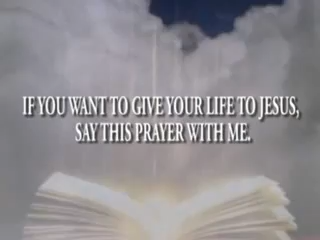 IF YOU WANT TO GIVE YOUR LIFE TO JESUS,
SAY THIS PRAYER WITH ME.